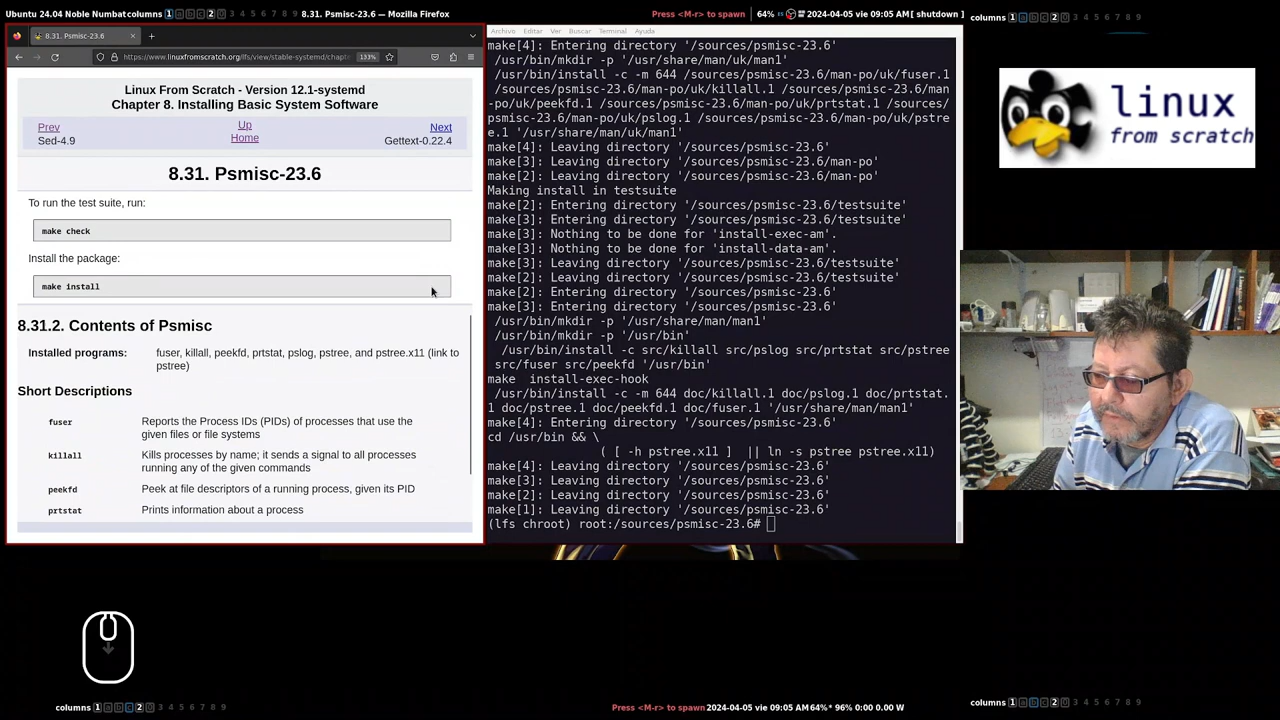 Ubuntu 24.04 Noble Numbat columns 1 a b c 2 0 3 4 5 6 7 8 9 8.31. Psmisc-23.6 — Mozilla Firefox
Press <M-r> to spawn 64% 2024-04-05 vie 09:05 AM [ shutdown ]
columns 1 a b c 2 0 3 4 5 6 7 8 9
8.31. Psmisc-23.6
https://www.linuxfromscratch.org/lfs/view/stable-systemd/chapt 133%
Linux From Scratch - Version 12.1-systemd
Chapter 8. Installing Basic System Software
Prev Up Next
Sed-4.9 Home Gettext-0.22.4
8.31. Psmisc-23.6
To run the test suite, run:
make check
Install the package:
make install
8.31.2. Contents of Psmisc
Installed programs: fuser, killall, peekfd, prtstat, pslog, pstree, and pstree.x11 (link to
pstree)
Short Descriptions
fuser Reports the Process IDs (PIDs) of processes that use the
given files or file systems
killall Kills processes by name; it sends a signal to all processes
running any of the given commands
peekfd Peek at file descriptors of a running process, given its PID
prtstat Prints information about a process
Archivo Editar Ver Buscar Terminal Ayuda
make[4]: Entering directory '/sources/psmisc-23.6'
/usr/bin/mkdir -p '/usr/share/man/uk/man1'
/usr/bin/install -c -m 644 /sources/psmisc-23.6/man-po/uk/fuser.1
/sources/psmisc-23.6/man-po/uk/killall.1 /sources/psmisc-23.6/man
-po/uk/peekfd.1 /sources/psmisc-23.6/man-po/uk/prtstat.1 /sources/
psmisc-23.6/man-po/uk/pslog.1 /sources/psmisc-23.6/man-po/uk/pstre
e.1 '/usr/share/man/uk/man1'
make[4]: Leaving directory '/sources/psmisc-23.6'
make[3]: Leaving directory '/sources/psmisc-23.6/man-po'
make[2]: Leaving directory '/sources/psmisc-23.6/man-po'
Making install in testsuite
make[2]: Entering directory '/sources/psmisc-23.6/testsuite'
make[3]: Entering directory '/sources/psmisc-23.6/testsuite'
make[3]: Nothing to be done for 'install-exec-am'.
make[3]: Nothing to be done for 'install-data-am'.
make[3]: Leaving directory '/sources/psmisc-23.6/testsuite'
make[2]: Leaving directory '/sources/psmisc-23.6/testsuite'
make[2]: Entering directory '/sources/psmisc-23.6'
make[3]: Entering directory '/sources/psmisc-23.6'
/usr/bin/mkdir -p '/usr/share/man/man1'
/usr/bin/mkdir -p '/usr/bin'
/usr/bin/install -c src/killall src/pslog src/prtstat src/pstree
src/fuser src/peekfd '/usr/bin'
make install-exec-hook
/usr/bin/install -c -m 644 doc/killall.1 doc/pslog.1 doc/prtstat.
1 doc/pstree.1 doc/peekfd.1 doc/fuser.1 '/usr/share/man/man1'
make[4]: Entering directory '/sources/psmisc-23.6'
cd /usr/bin && \
( [ -h pstree.x11 ] || ln -s pstree pstree.x11)
make[4]: Leaving directory '/sources/psmisc-23.6'
make[3]: Leaving directory '/sources/psmisc-23.6'
make[2]: Leaving directory '/sources/psmisc-23.6'
make[1]: Leaving directory '/sources/psmisc-23.6'
(lfs chroot) root:/sources/psmisc-23.6#
linux
from scratch
columns 1 a b c 2 0 3 4 5 6 7 8 9
Press <M-r> to spawn 2024-04-05 vie 09:05 AM 64%* 96% 0:00 0.00 W
columns 1 a b c 2 0 3 4 5 6 7 8 9